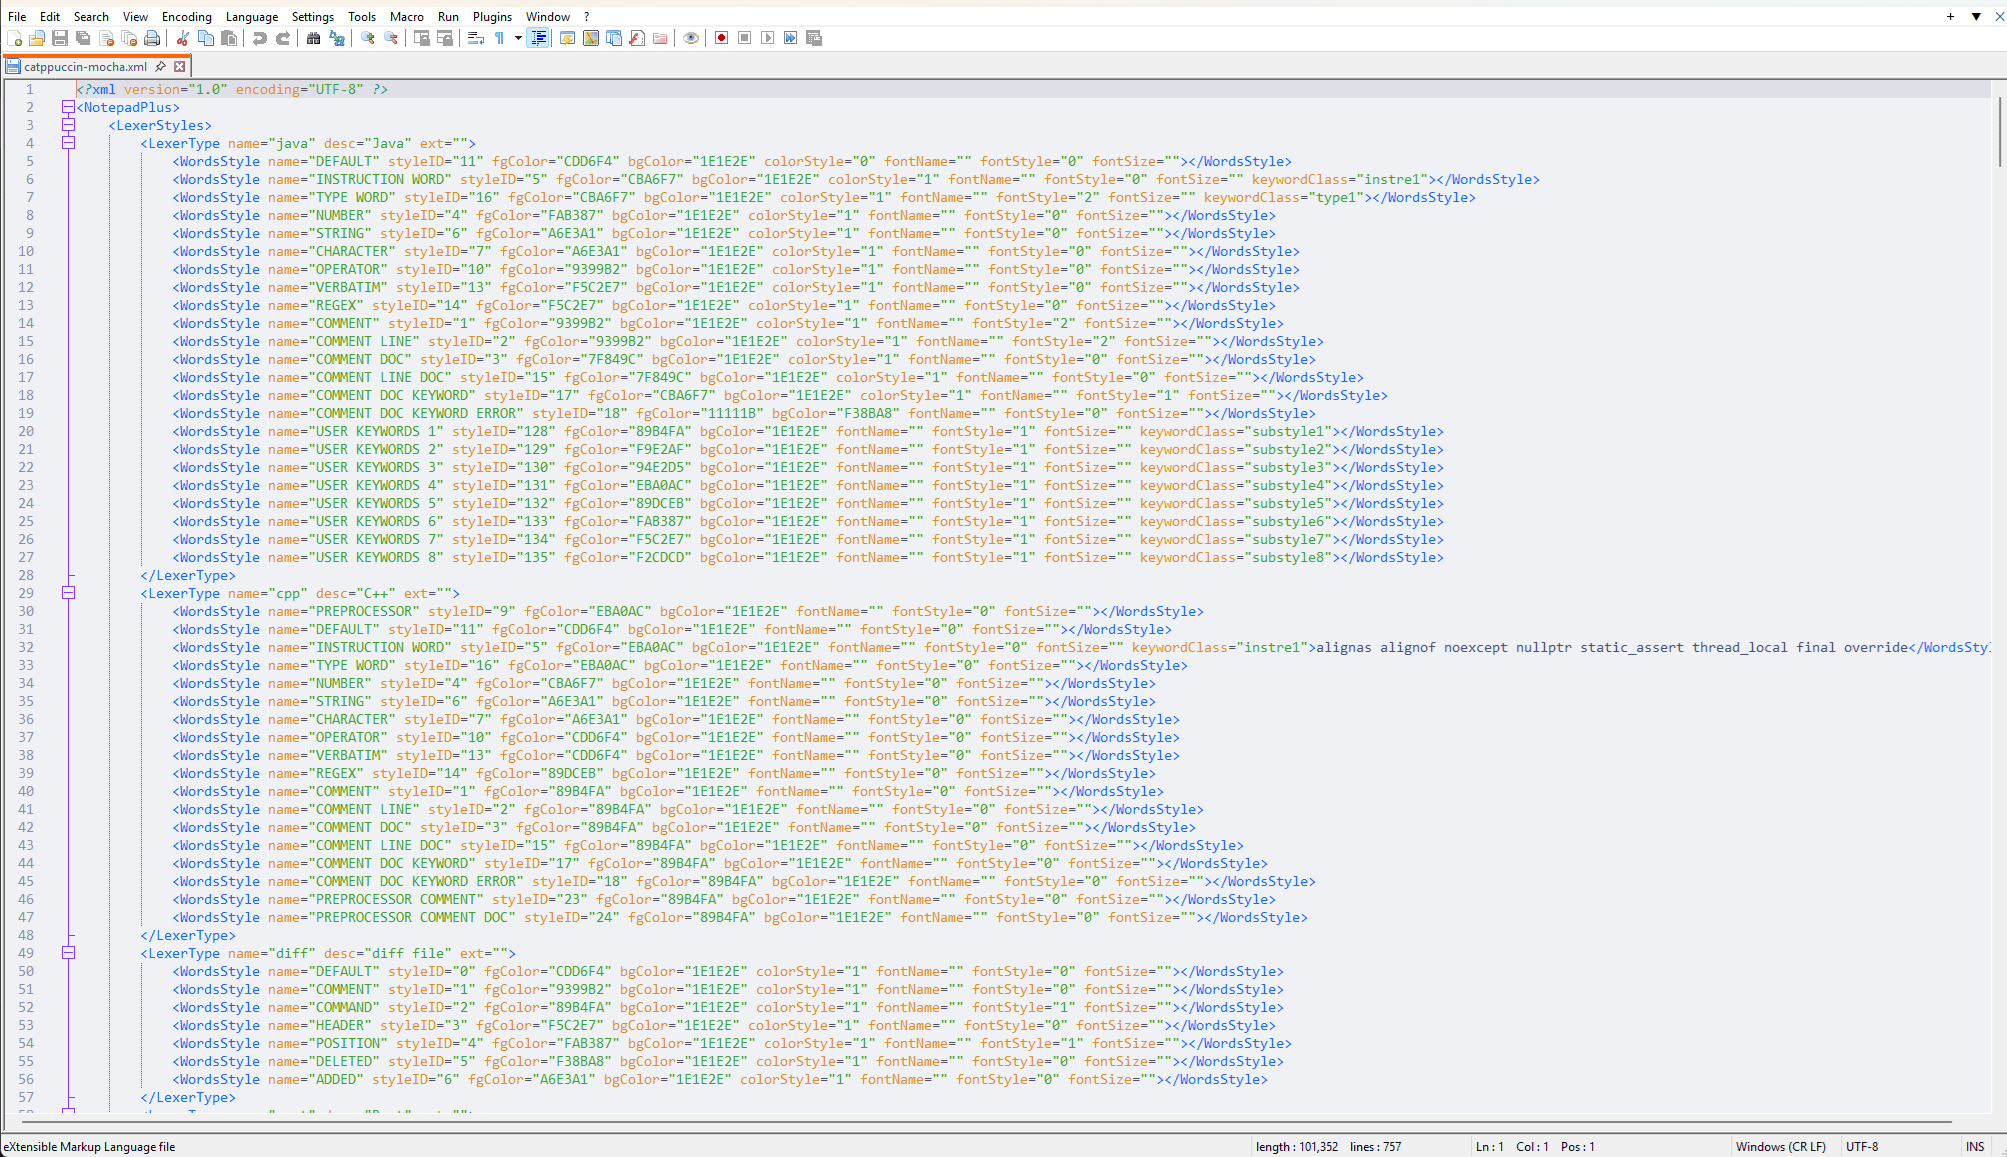 File Edit Search View Encoding Language Settings Tools Macro Run Plugins Window ?
catppuccin-mocha.xml
1 <?xml version="1.0" encoding="UTF-8" ?>
2 <NotepadPlus>
3 <LexerStyles>
4 <LexerType name="java" desc="Java" ext="">
5 <WordsStyle name="DEFAULT" styleID="11" fgColor="CDD6F4" bgColor="1E1E2E" colorStyle="0" fontName="" fontStyle="0" fontSize=""></WordsStyle>
6 <WordsStyle name="INSTRUCTION WORD" styleID="5" fgColor="CBA6F7" bgColor="1E1E2E" colorStyle="1" fontName="" fontStyle="0" fontSize="" keywordClass="instre1"></WordsStyle>
7 <WordsStyle name="TYPE WORD" styleID="16" fgColor="CBA6F7" bgColor="1E1E2E" colorStyle="1" fontName="" fontStyle="2" fontSize="" keywordClass="type1"></WordsStyle>
8 <WordsStyle name="NUMBER" styleID="4" fgColor="FAB387" bgColor="1E1E2E" colorStyle="1" fontName="" fontStyle="0" fontSize=""></WordsStyle>
9 <WordsStyle name="STRING" styleID="6" fgColor="A6E3A1" bgColor="1E1E2E" colorStyle="1" fontName="" fontStyle="0" fontSize=""></WordsStyle>
10 <WordsStyle name="CHARACTER" styleID="7" fgColor="A6E3A1" bgColor="1E1E2E" colorStyle="1" fontName="" fontStyle="0" fontSize=""></WordsStyle>
11 <WordsStyle name="OPERATOR" styleID="10" fgColor="9399B2" bgColor="1E1E2E" colorStyle="1" fontName="" fontStyle="0" fontSize=""></WordsStyle>
12 <WordsStyle name="VERBATIM" styleID="13" fgColor="F5C2E7" bgColor="1E1E2E" colorStyle="1" fontName="" fontStyle="0" fontSize=""></WordsStyle>
13 <WordsStyle name="REGEX" styleID="14" fgColor="F5C2E7" bgColor="1E1E2E" colorStyle="1" fontName="" fontStyle="0" fontSize=""></WordsStyle>
14 <WordsStyle name="COMMENT" styleID="1" fgColor="9399B2" bgColor="1E1E2E" colorStyle="1" fontName="" fontStyle="2" fontSize=""></WordsStyle>
15 <WordsStyle name="COMMENT LINE" styleID="2" fgColor="9399B2" bgColor="1E1E2E" colorStyle="1" fontName="" fontStyle="2" fontSize=""></WordsStyle>
16 <WordsStyle name="COMMENT DOC" styleID="3" fgColor="7F849C" bgColor="1E1E2E" colorStyle="1" fontName="" fontStyle="0" fontSize=""></WordsStyle>
17 <WordsStyle name="COMMENT LINE DOC" styleID="15" fgColor="7F849C" bgColor="1E1E2E" colorStyle="1" fontName="" fontStyle="0" fontSize=""></WordsStyle>
18 <WordsStyle name="COMMENT DOC KEYWORD" styleID="17" fgColor="CBA6F7" bgColor="1E1E2E" colorStyle="1" fontName="" fontStyle="1" fontSize=""></WordsStyle>
19 <WordsStyle name="COMMENT DOC KEYWORD ERROR" styleID="18" fgColor="11111B" bgColor="F38BA8" fontName="" fontStyle="0" fontSize=""></WordsStyle>
20 <WordsStyle name="USER KEYWORDS 1" styleID="128" fgColor="89B4FA" bgColor="1E1E2E" fontName="" fontStyle="1" fontSize="" keywordClass="substyle1"></WordsStyle>
21 <WordsStyle name="USER KEYWORDS 2" styleID="129" fgColor="F9E2AF" bgColor="1E1E2E" fontName="" fontStyle="1" fontSize="" keywordClass="substyle2"></WordsStyle>
22 <WordsStyle name="USER KEYWORDS 3" styleID="130" fgColor="94E2D5" bgColor="1E1E2E" fontName="" fontStyle="1" fontSize="" keywordClass="substyle3"></WordsStyle>
23 <WordsStyle name="USER KEYWORDS 4" styleID="131" fgColor="EBA0AC" bgColor="1E1E2E" fontName="" fontStyle="1" fontSize="" keywordClass="substyle4"></WordsStyle>
24 <WordsStyle name="USER KEYWORDS 5" styleID="132" fgColor="89DCEB" bgColor="1E1E2E" fontName="" fontStyle="1" fontSize="" keywordClass="substyle5"></WordsStyle>
25 <WordsStyle name="USER KEYWORDS 6" styleID="133" fgColor="FAB387" bgColor="1E1E2E" fontName="" fontStyle="1" fontSize="" keywordClass="substyle6"></WordsStyle>
26 <WordsStyle name="USER KEYWORDS 7" styleID="134" fgColor="F5C2E7" bgColor="1E1E2E" fontName="" fontStyle="1" fontSize="" keywordClass="substyle7"></WordsStyle>
27 <WordsStyle name="USER KEYWORDS 8" styleID="135" fgColor="F2CDCD" bgColor="1E1E2E" fontName="" fontStyle="1" fontSize="" keywordClass="substyle8"></WordsStyle>
28 </LexerType>
29 <LexerType name="cpp" desc="C++" ext="">
30 <WordsStyle name="PREPROCESSOR" styleID="9" fgColor="EBA0AC" bgColor="1E1E2E" fontName="" fontStyle="0" fontSize=""></WordsStyle>
31 <WordsStyle name="DEFAULT" styleID="11" fgColor="CDD6F4" bgColor="1E1E2E" fontName="" fontStyle="0" fontSize=""></WordsStyle>
32 <WordsStyle name="INSTRUCTION WORD" styleID="5" fgColor="EBA0AC" bgColor="1E1E2E" fontName="" fontStyle="0" fontSize="" keywordClass="instre1">alignas alignof noexcept nullptr static_assert thread_local final override</WordsStyl
33 <WordsStyle name="TYPE WORD" styleID="16" fgColor="EBA0AC" bgColor="1E1E2E" fontName="" fontStyle="0" fontSize=""></WordsStyle>
34 <WordsStyle name="NUMBER" styleID="4" fgColor="CBA6F7" bgColor="1E1E2E" fontName="" fontStyle="0" fontSize=""></WordsStyle>
35 <WordsStyle name="STRING" styleID="6" fgColor="A6E3A1" bgColor="1E1E2E" fontName="" fontStyle="0" fontSize=""></WordsStyle>
36 <WordsStyle name="CHARACTER" styleID="7" fgColor="A6E3A1" bgColor="1E1E2E" fontName="" fontStyle="0" fontSize=""></WordsStyle>
37 <WordsStyle name="OPERATOR" styleID="10" fgColor="CDD6F4" bgColor="1E1E2E" fontName="" fontStyle="0" fontSize=""></WordsStyle>
38 <WordsStyle name="VERBATIM" styleID="13" fgColor="CDD6F4" bgColor="1E1E2E" fontName="" fontStyle="0" fontSize=""></WordsStyle>
39 <WordsStyle name="REGEX" styleID="14" fgColor="89DCEB" bgColor="1E1E2E" fontName="" fontStyle="0" fontSize=""></WordsStyle>
40 <WordsStyle name="COMMENT" styleID="1" fgColor="89B4FA" bgColor="1E1E2E" fontName="" fontStyle="0" fontSize=""></WordsStyle>
41 <WordsStyle name="COMMENT LINE" styleID="2" fgColor="89B4FA" bgColor="1E1E2E" fontName="" fontStyle="0" fontSize=""></WordsStyle>
42 <WordsStyle name="COMMENT DOC" styleID="3" fgColor="89B4FA" bgColor="1E1E2E" fontName="" fontStyle="0" fontSize=""></WordsStyle>
43 <WordsStyle name="COMMENT LINE DOC" styleID="15" fgColor="89B4FA" bgColor="1E1E2E" fontName="" fontStyle="0" fontSize=""></WordsStyle>
44 <WordsStyle name="COMMENT DOC KEYWORD" styleID="17" fgColor="89B4FA" bgColor="1E1E2E" fontName="" fontStyle="0" fontSize=""></WordsStyle>
45 <WordsStyle name="COMMENT DOC KEYWORD ERROR" styleID="18" fgColor="89B4FA" bgColor="1E1E2E" fontName="" fontStyle="0" fontSize=""></WordsStyle>
46 <WordsStyle name="PREPROCESSOR COMMENT" styleID="23" fgColor="89B4FA" bgColor="1E1E2E" fontName="" fontStyle="0" fontSize=""></WordsStyle>
47 <WordsStyle name="PREPROCESSOR COMMENT DOC" styleID="24" fgColor="89B4FA" bgColor="1E1E2E" fontName="" fontStyle="0" fontSize=""></WordsStyle>
48 </LexerType>
49 <LexerType name="diff" desc="diff file" ext="">
50 <WordsStyle name="DEFAULT" styleID="0" fgColor="CDD6F4" bgColor="1E1E2E" colorStyle="1" fontName="" fontStyle="0" fontSize=""></WordsStyle>
51 <WordsStyle name="COMMENT" styleID="1" fgColor="9399B2" bgColor="1E1E2E" colorStyle="1" fontName="" fontStyle="0" fontSize=""></WordsStyle>
52 <WordsStyle name="COMMAND" styleID="2" fgColor="89B4FA" bgColor="1E1E2E" colorStyle="1" fontName="" fontStyle="1" fontSize=""></WordsStyle>
53 <WordsStyle name="HEADER" styleID="3" fgColor="F5C2E7" bgColor="1E1E2E" colorStyle="1" fontName="" fontStyle="0" fontSize=""></WordsStyle>
54 <WordsStyle name="POSITION" styleID="4" fgColor="FAB387" bgColor="1E1E2E" colorStyle="1" fontName="" fontStyle="1" fontSize=""></WordsStyle>
55 <WordsStyle name="DELETED" styleID="5" fgColor="F38BA8" bgColor="1E1E2E" colorStyle="1" fontName="" fontStyle="0" fontSize=""></WordsStyle>
56 <WordsStyle name="ADDED" styleID="6" fgColor="A6E3A1" bgColor="1E1E2E" colorStyle="1" fontName="" fontStyle="0" fontSize=""></WordsStyle>
57 </LexerType>
eXtensible Markup Language file length : 101,352 lines : 757 Ln : 1 Col : 1 Pos : 1 Windows (CR LF) UTF-8 INS